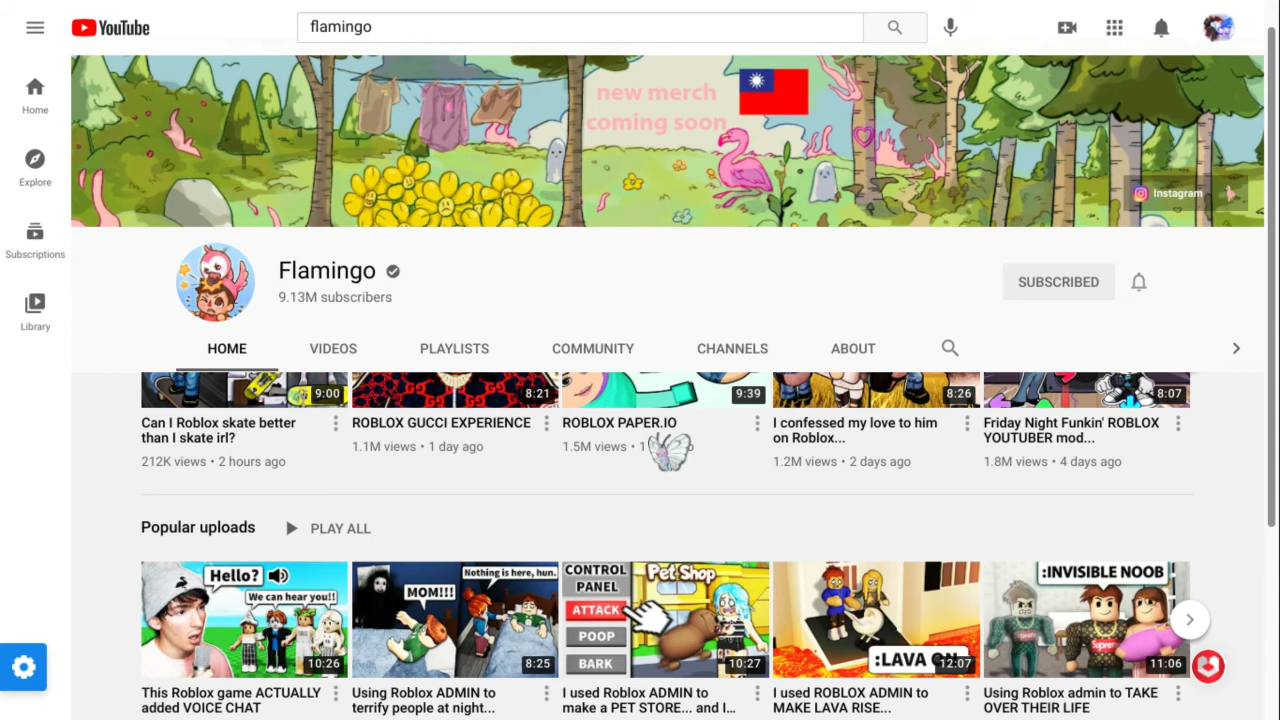 YouTube
flamingo
Home
Explore
Subscriptions
Library
new merch
coming soon
Instagram
Flamingo
9.13M subscribers
SUBSCRIBED
HOME
VIDEOS
PLAYLISTS
COMMUNITY
CHANNELS
ABOUT
9:00
8:21
9:39
8:26
8:07
Can I Roblox skate better
than I skate irl?
212K views • 2 hours ago
ROBLOX GUCCI EXPERIENCE
1.1M views • 1 day ago
ROBLOX PAPER.IO
1.5M views • 1
I confessed my love to him
on Roblox...
1.2M views • 2 days ago
Friday Night Funkin' ROBLOX
YOUTUBER mod...
1.8M views • 4 days ago
Popular uploads
PLAY ALL
Hello?
We can hear you!!
10:26
MOM!!!
Nothing is here, hun.
8:25
CONTROL
PANEL
ATTACK
POOP
BARK
Pet Shop
10:27
:LAVA ON
12:07
:INVISIBLE NOOB
Supreme
11:06
This Roblox game ACTUALLY
added VOICE CHAT
Using Roblox ADMIN to
terrify people at night...
I used Roblox ADMIN to
make a PET STORE... and I...
I used ROBLOX ADMIN to
MAKE LAVA RISE...
Using Roblox admin to TAKE
OVER THEIR LIFE